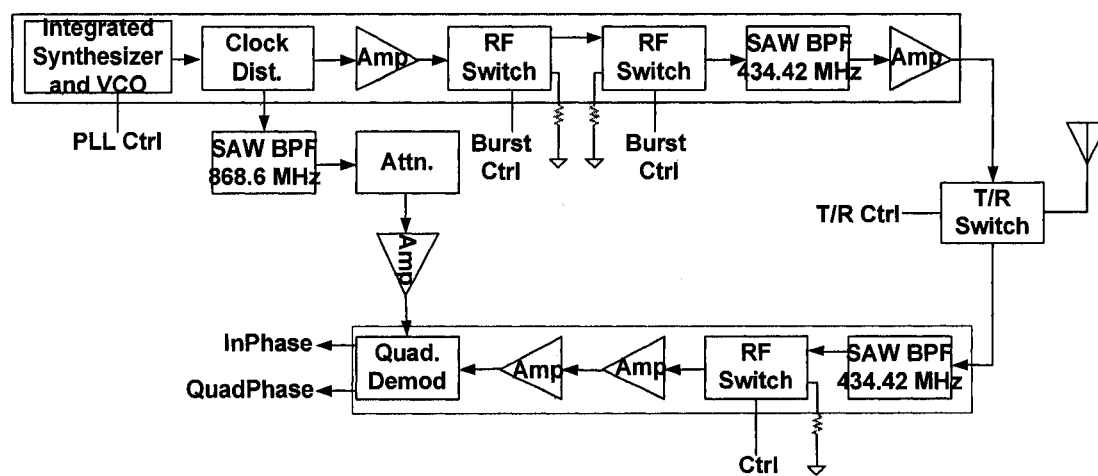 Integrated
Synthesizer
and VCO
Clock
Dist.
Amp
RF
Switch
RF
Switch
SAW BPF
434.42 MHz
Amp
PLL Ctrl
SAW BPF
868.6 MHz
Attn.
Burst
Ctrl
Burst
Ctrl
T/R Ctrl
T/R
Switch
Amp
InPhase
QuadPhase
Quad.
Demod
Amp
Amp
RF
Switch
SAW BPF
434.42 MHz
Ctrl